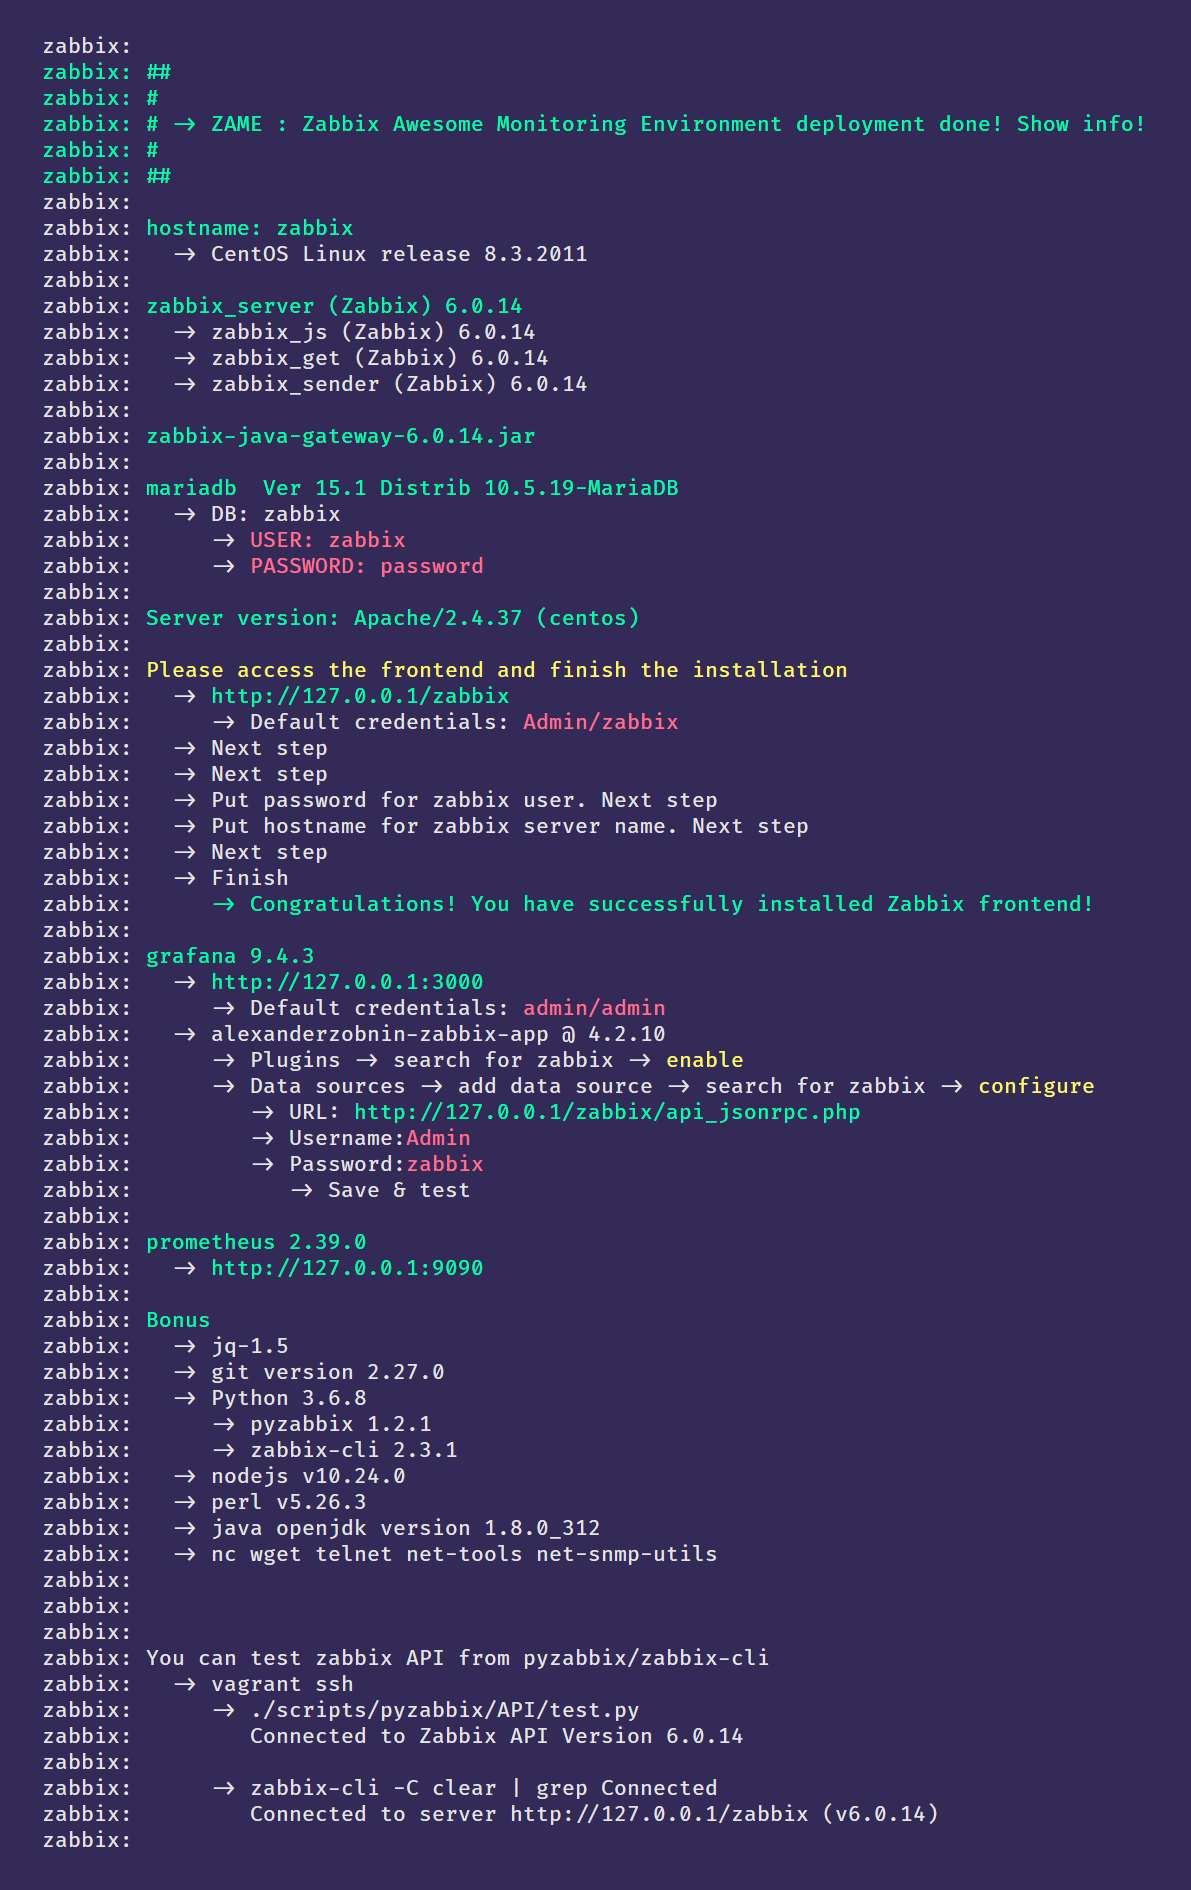 zabbix:
zabbix: ##
zabbix: #
zabbix: # → ZAME : Zabbix Awesome Monitoring Environment deployment done! Show info!
zabbix: #
zabbix: ##
zabbix:
zabbix: hostname: zabbix
zabbix:   → CentOS Linux release 8.3.2011
zabbix:
zabbix: zabbix_server (Zabbix) 6.0.14
zabbix:   → zabbix_js (Zabbix) 6.0.14
zabbix:   → zabbix_get (Zabbix) 6.0.14
zabbix:   → zabbix_sender (Zabbix) 6.0.14
zabbix:
zabbix: zabbix-java-gateway-6.0.14.jar
zabbix:
zabbix: mariadb  Ver 15.1 Distrib 10.5.19-MariaDB
zabbix:   → DB: zabbix
zabbix:      → USER: zabbix
zabbix:      → PASSWORD: password
zabbix:
zabbix: Server version: Apache/2.4.37 (centos)
zabbix:
zabbix: Please access the frontend and finish the installation
zabbix:   → http://127.0.0.1/zabbix
zabbix:      → Default credentials: Admin/zabbix
zabbix:   → Next step
zabbix:   → Next step
zabbix:   → Put password for zabbix user. Next step
zabbix:   → Put hostname for zabbix server name. Next step
zabbix:   → Next step
zabbix:   → Finish
zabbix:      → Congratulations! You have successfully installed Zabbix frontend!
zabbix:
zabbix: grafana 9.4.3
zabbix:   → http://127.0.0.1:3000
zabbix:      → Default credentials: admin/admin
zabbix:   → alexanderzobnin-zabbix-app @ 4.2.10
zabbix:      → Plugins → search for zabbix → enable
zabbix:      → Data sources → add data source → search for zabbix → configure
zabbix:         → URL: http://127.0.0.1/zabbix/api_jsonrpc.php
zabbix:         → Username:Admin
zabbix:         → Password:zabbix
zabbix:            → Save & test
zabbix:
zabbix: prometheus 2.39.0
zabbix:   → http://127.0.0.1:9090
zabbix:
zabbix: Bonus
zabbix:   → jq-1.5
zabbix:   → git version 2.27.0
zabbix:   → Python 3.6.8
zabbix:      → pyzabbix 1.2.1
zabbix:      → zabbix-cli 2.3.1
zabbix:   → nodejs v10.24.0
zabbix:   → perl v5.26.3
zabbix:   → java openjdk version 1.8.0_312
zabbix:   → nc wget telnet net-tools net-snmp-utils
zabbix:
zabbix:
zabbix:
zabbix: You can test zabbix API from pyzabbix/zabbix-cli
zabbix:   → vagrant ssh
zabbix:      → ./scripts/pyzabbix/API/test.py
zabbix:         Connected to Zabbix API Version 6.0.14
zabbix:
zabbix:      → zabbix-cli -C clear | grep Connected
zabbix:         Connected to server http://127.0.0.1/zabbix (v6.0.14)
zabbix: